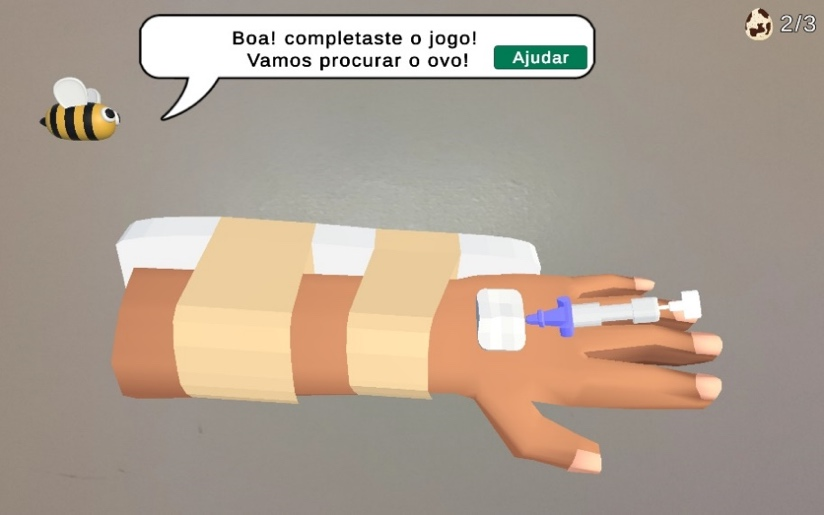 Boa! completaste o jogo!
Vamos procurar o ovo!
Ajudar
2/3